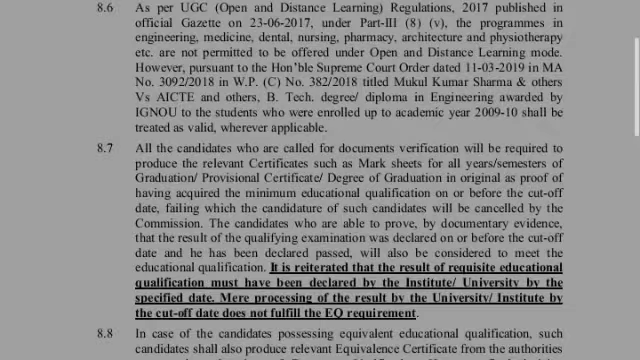 8.6 As per UGC (Open and Distance Learning) Regulations, 2017 published in
official Gazette on 23-06-2017, under Part-III (8) (v), the programmes in
engineering, medicine, dental, nursing, pharmacy, architecture and physiotherapy
etc. are not permitted to be offered under Open and Distance Learning mode.
However, pursuant to the Hon'ble Supreme Court Order dated 11-03-2019 in MA
No. 3092/2018 in W.P. (C) No. 382/2018 titled Mukul Kumar Sharma & others
Vs AICTE and others, B. Tech. degree/ diploma in Engineering awarded by
IGNOU to the students who were enrolled up to academic year 2009-10 shall be
treated as valid, wherever applicable.
8.7 All the candidates who are called for documents verification will be required to
produce the relevant Certificates such as Mark sheets for all years/semesters of
Graduation/ Provisional Certificate/ Degree of Graduation in original as proof of
having acquired the minimum educational qualification on or before the cut-off
date, failing which the candidature of such candidates will be cancelled by the
Commission. The candidates who are able to prove, by documentary evidence,
that the result of the qualifying examination was declared on or before the cut-off
date and he has been declared passed, will also be considered to meet the
educational qualification. It is reiterated that the result of requisite educational
qualification must have been declared by the Institute/ University by the
specified date. Mere processing of the result by the University/ Institute by
the cut-off date does not fulfill the EQ requirement.
8.8 In case of the candidates possessing equivalent educational qualification, such
candidates shall also produce relevant Equivalence Certificate from the authorities